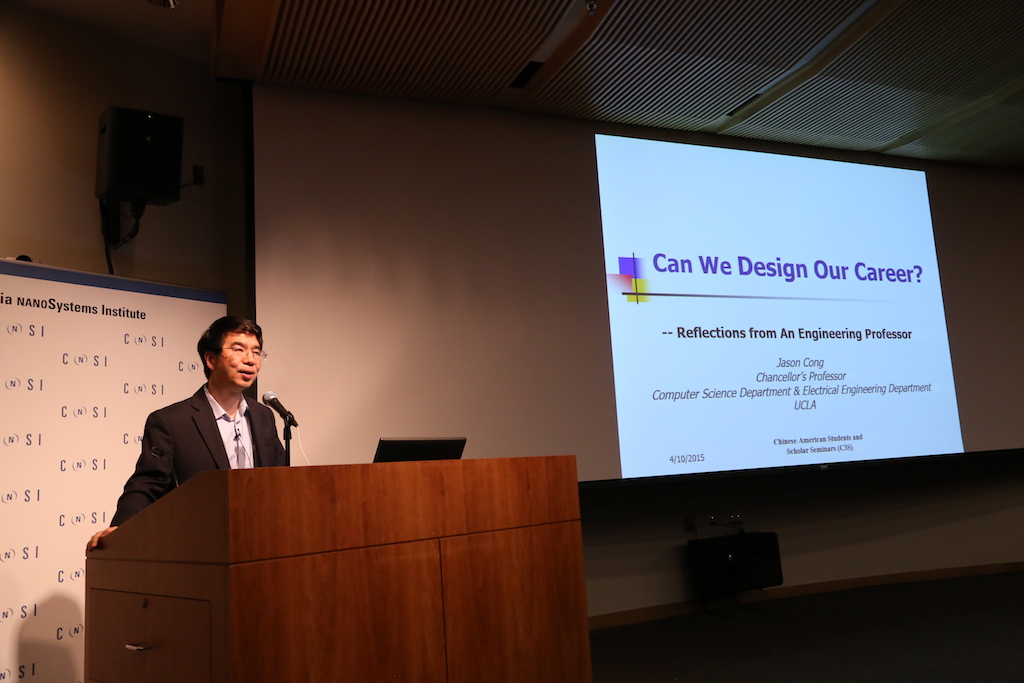 ia NANOSystems Institute
(N) S I
C (N) S I
C (N) S I
C (N)
(N) S I
C (N) S I
C (N) S I
(N) S I
C (N)
C (N) S I
(N) S I
C (N) S I
(N) S I
C (N)
(N) S I
C (N)
(N) S I
Can We Design Our Career?
-- Reflections from An Engineering Professor
Jason Cong
Chancellor's Professor
Computer Science Department & Electrical Engineering Department
UCLA
Chinese American Students and
Scholar Seminars (C3S)
4/10/2015